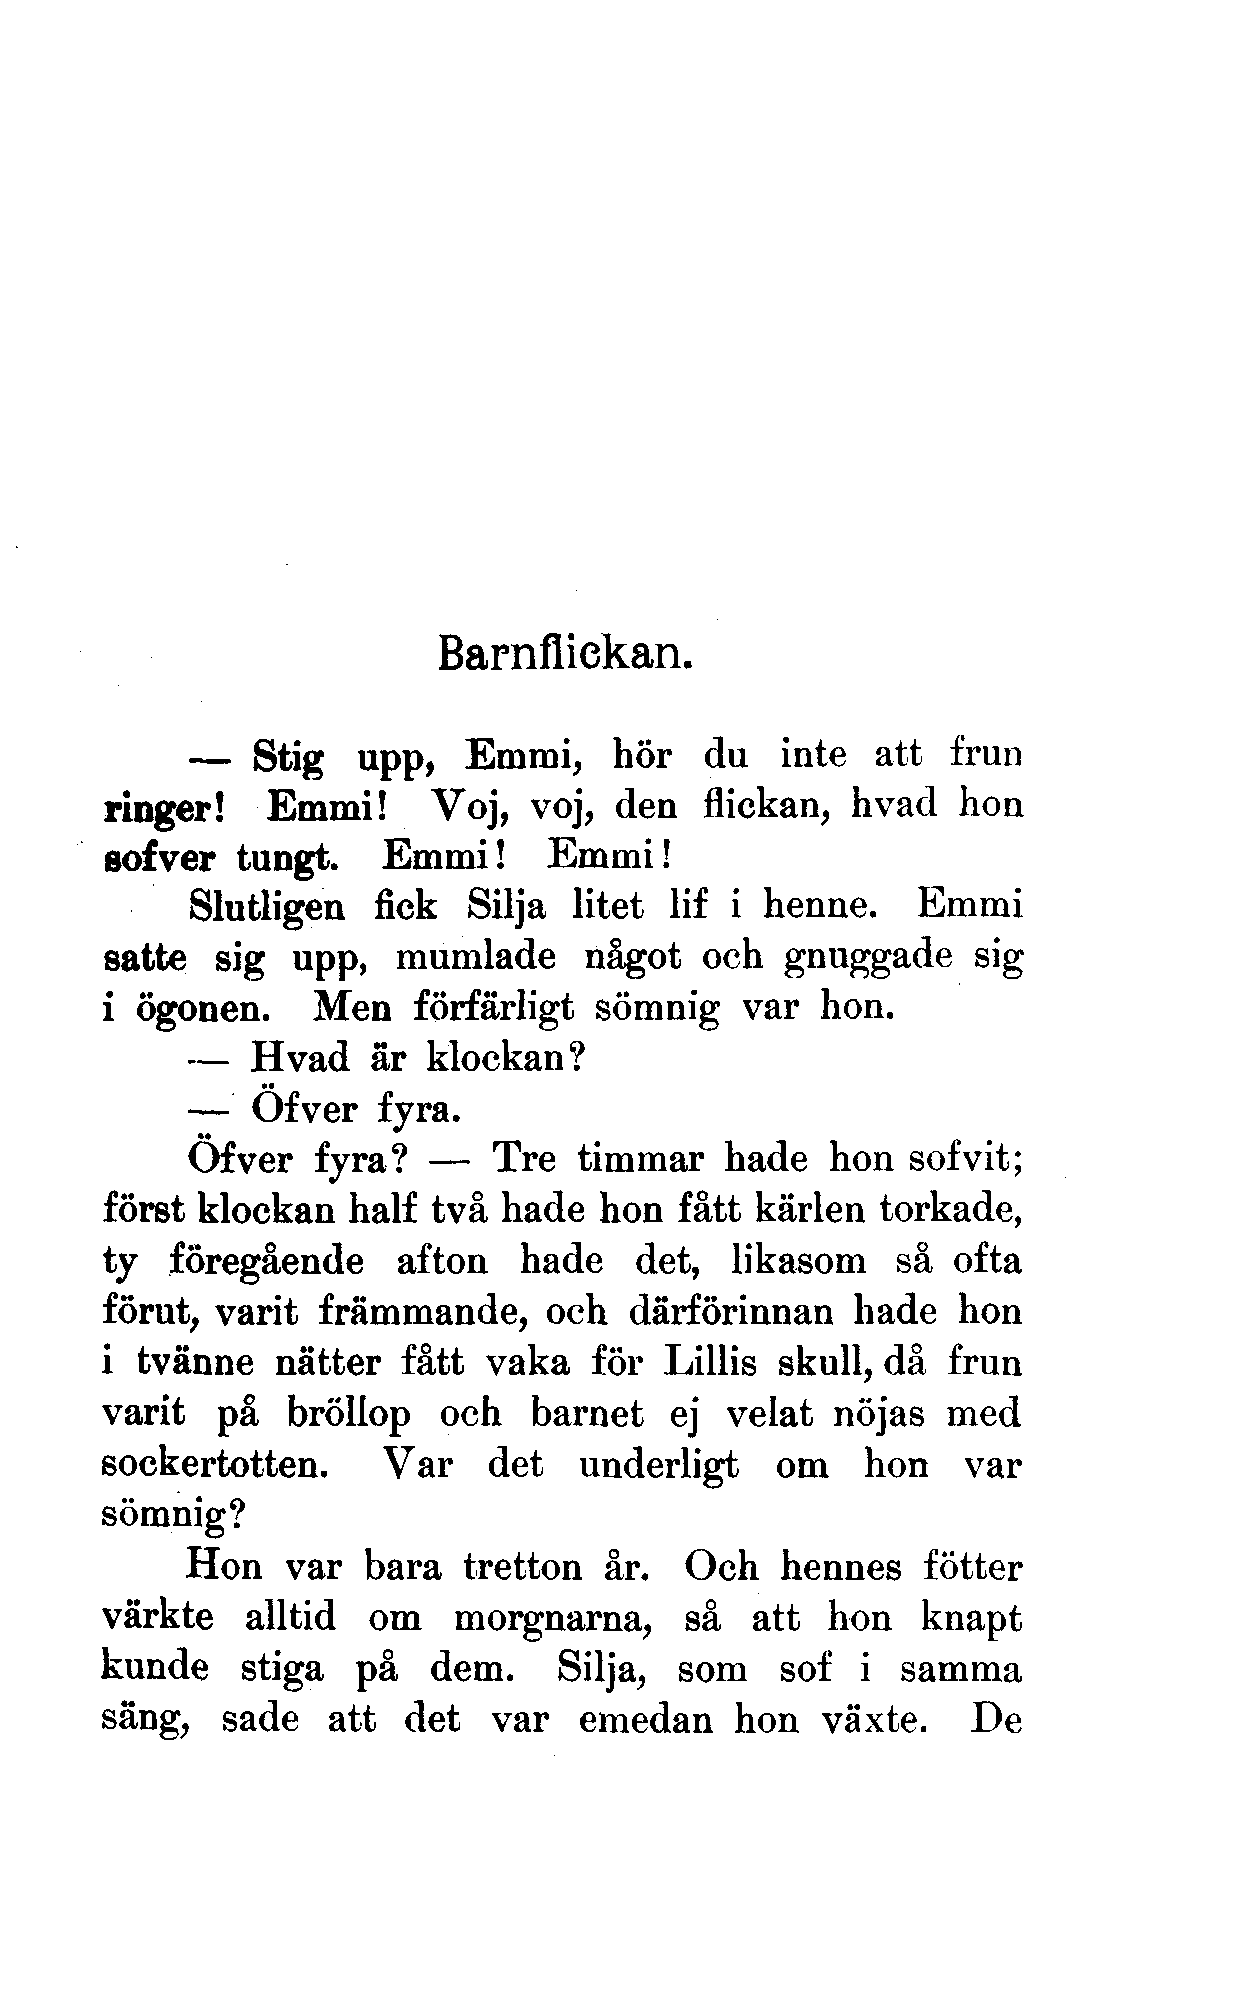 Barnflickan.
— Stig upp, Emmi, hör du inte att frun
ringer! Emmi! Voj, voj, den flickan, hvad hon
sofver tungt. Emmi! Emmi!
Slutligen fick Silja litet lif i henne. Emmi
satte sig upp, mumlade något och gnuggade sig
i ögonen. Men förfärligt sömnig var hon.
— Hvad är klockan?
— Öfver fyra.
Öfver fyra? — Tre timmar hade hon sofvit;
först klockan half två hade hon fått kärlen torkade,
ty föregående afton hade det, likasom så ofta
förut, varit främmande, och därförinnan hade hon
i tvänne nätter fått vaka för Lillis skull, då frun
varit på bröllop och barnet ej velat nöjas med
sockertotten. Var det underligt om hon var
sömnig?
Hon var bara tretton år. Och hennes fötter
värkte alltid om morgnarna, så att hon knapt
kunde stiga på dem. Silja, som sof i samma
säng, sade att det var emedan hon växte. De